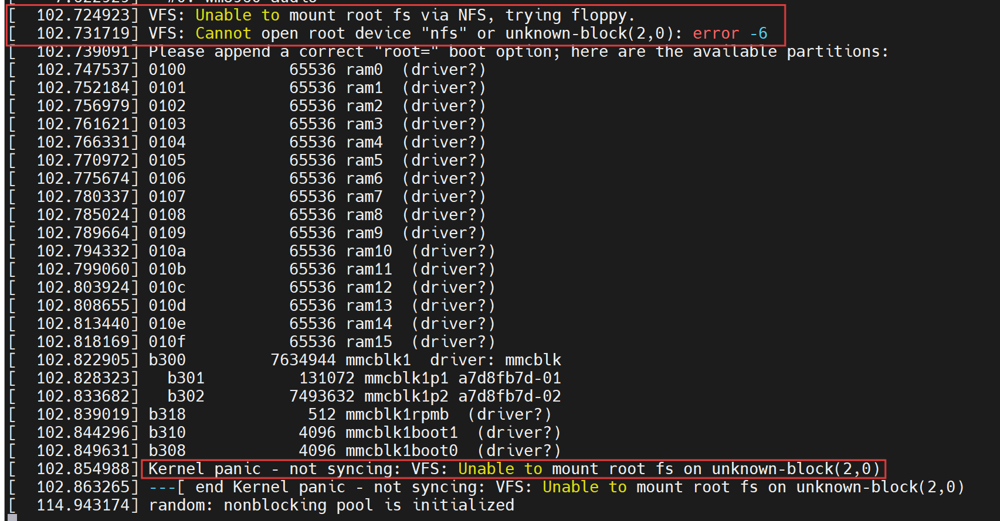 [    7.622929]   #0: wm8960-audio
[  102.724923] VFS: Unable to mount root fs via NFS, trying floppy.
[  102.731719] VFS: Cannot open root device "nfs" or unknown-block(2,0): error -6
[  102.739091] Please append a correct "root=" boot option; here are the available partitions:
[  102.747537] 0100           65536 ram0  (driver?)
[  102.752184] 0101           65536 ram1  (driver?)
[  102.756979] 0102           65536 ram2  (driver?)
[  102.761621] 0103           65536 ram3  (driver?)
[  102.766331] 0104           65536 ram4  (driver?)
[  102.770972] 0105           65536 ram5  (driver?)
[  102.775674] 0106           65536 ram6  (driver?)
[  102.780337] 0107           65536 ram7  (driver?)
[  102.785024] 0108           65536 ram8  (driver?)
[  102.789664] 0109           65536 ram9  (driver?)
[  102.794332] 010a           65536 ram10  (driver?)
[  102.799060] 010b           65536 ram11  (driver?)
[  102.803924] 010c           65536 ram12  (driver?)
[  102.808655] 010d           65536 ram13  (driver?)
[  102.813440] 010e           65536 ram14  (driver?)
[  102.818169] 010f           65536 ram15  (driver?)
[  102.822905] b300         7634944 mmcblk1  driver: mmcblk
[  102.828323]   b301          131072 mmcblk1p1 a7d8fb7d-01
[  102.833682]   b302         7493632 mmcblk1p2 a7d8fb7d-02
[  102.839019] b318             512 mmcblk1rpmb  (driver?)
[  102.844296] b310            4096 mmcblk1boot1  (driver?)
[  102.849631] b308            4096 mmcblk1boot0  (driver?)
[  102.854988] Kernel panic - not syncing: VFS: Unable to mount root fs on unknown-block(2,0)
[  102.863265] ---[ end Kernel panic - not syncing: VFS: Unable to mount root fs on unknown-block(2,0)
[  114.943174] random: nonblocking pool is initialized